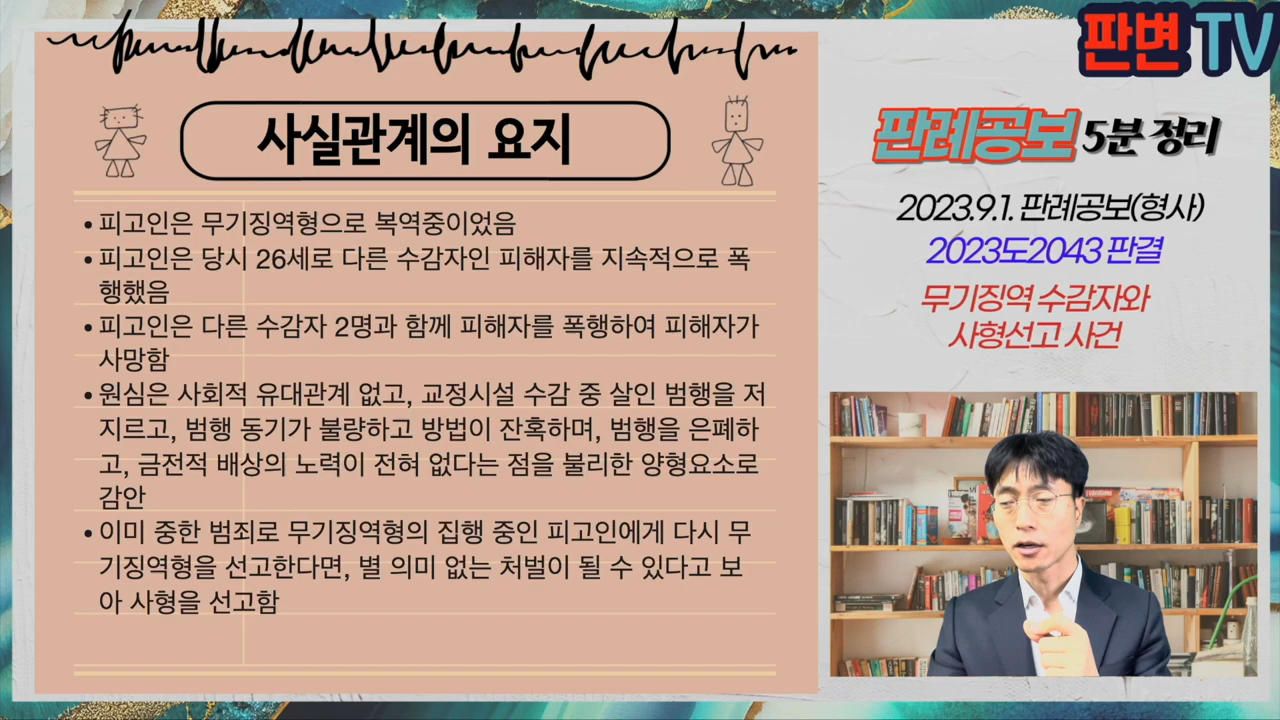 판변 TV
사실관계의 요지
• 피고인은 무기징역형으로 복역중이었음
• 피고인은 당시 26세로 다른 수감자인 피해자를 지속적으로 폭
행했음
• 피고인은 다른 수감자 2명과 함께 피해자를 폭행하여 피해자가
사망함
• 원심은 사회적 유대관계 없고, 교정시설 수감 중 살인 범행을 저
지르고, 범행 동기가 불량하고 방법이 잔혹하며, 범행을 은폐하
고, 금전적 배상의 노력이 전혀 없다는 점을 불리한 양형요소로
감안
• 이미 중한 범죄로 무기징역형의 집행 중인 피고인에게 다시 무
기징역형을 선고한다면, 별 의미 없는 처벌이 될 수 있다고 보
아 사형을 선고함
판례공보 5분 정리
2023.9.1. 판례공보(형사)
2023도2043 판결
무기징역 수감자와
사형선고 사건